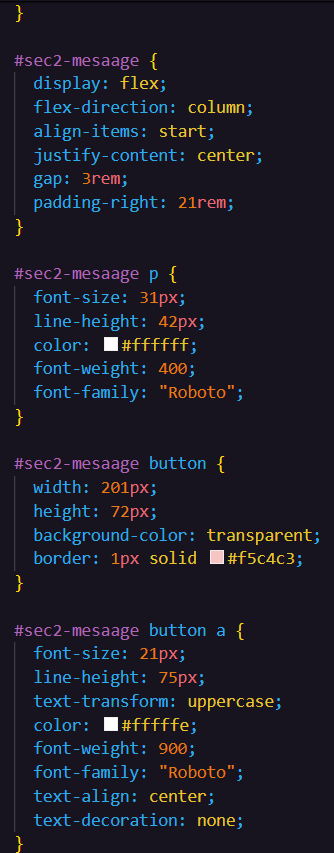 }
#sec2-mesaage {
display: flex;
flex-direction: column;
align-items: start;
justify-content: center;
gap: 3rem;
padding-right: 21rem;
}
#sec2-mesaage p {
font-size: 31px;
line-height: 42px;
color: #ffffff;
font-weight: 400;
font-family: "Roboto";
}
#sec2-mesaage button {
width: 201px;
height: 72px;
background-color: transparent;
border: 1px solid #f5c4c3;
}
#sec2-mesaage button a {
font-size: 21px;
line-height: 75px;
text-transform: uppercase;
color: #fffffe;
font-weight: 900;
font-family: "Roboto";
text-align: center;
text-decoration: none;
}